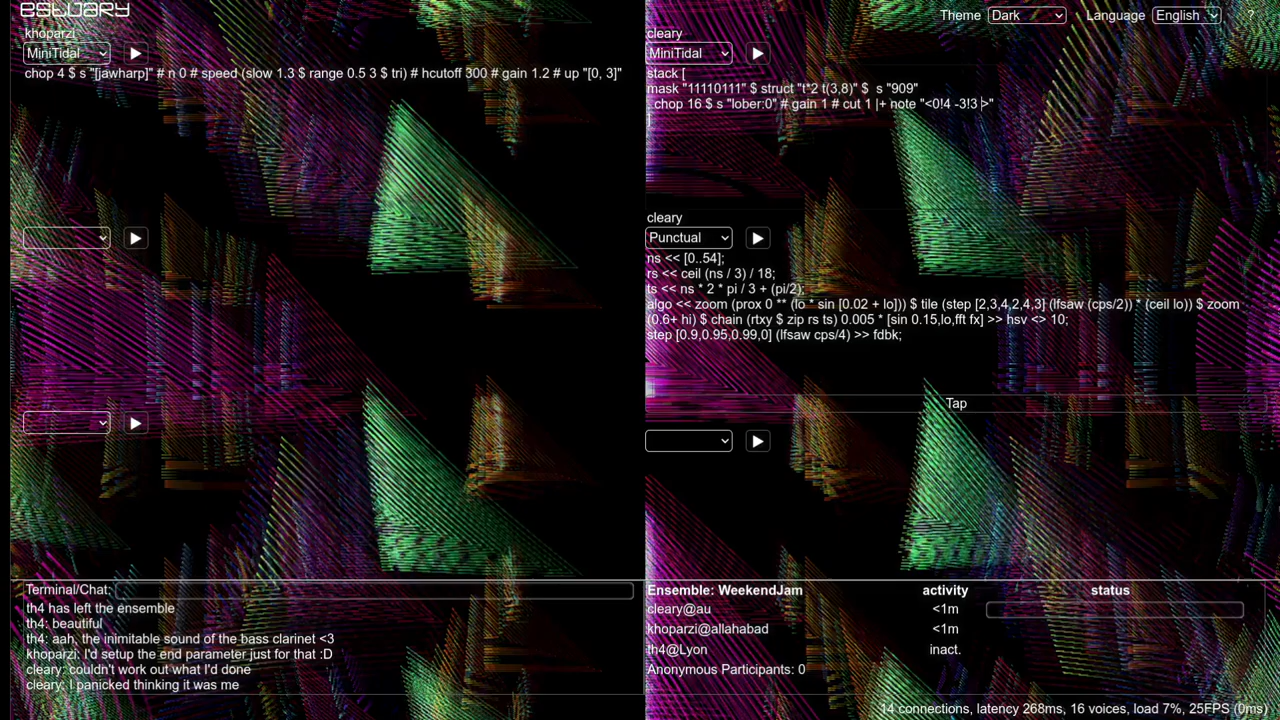 estuary
Theme Dark Language English ?
khoparzi
MiniTidal
chop 4 $ s "[jawharp]" # n 0 # speed (slow 1.3 $ range 0.5 3 $ tri) # hcutoff 300 # gain 1.2 # up "[0, 3]"
cleary
MiniTidal
stack [
mask "11110111" $ struct "t*2 t(3,8)" $ s "909"
, chop 16 $ s "lober:0" # gain 1 # cut 1 |+ note "<0!4 -3!3 >"
]
cleary
Punctual
ns << [0..54];
rs << ceil (ns / 3) / 18;
ts << ns * 2 * pi / 3 + (pi/2);
algo << zoom (prox 0 ** (lo * sin [0.02 + lo])) $ tile (step [2,3,4,2,4,3] (lfsaw (cps/2)) * (ceil lo)) $ zoom
(0.6+ hi) $ chain (rtxy $ zip rs ts) 0.005 * [sin 0.15,lo,fft fx] >> hsv <> 10;
step [0.9,0.95,0.99,0] (lfsaw cps/4) >> fdbk;
Tap
Terminal/Chat:
th4 has left the ensemble
th4: beautiful
th4: aah, the inimitable sound of the bass clarinet <3
khoparzi: I'd setup the end parameter just for that :D
cleary: couldn't work out what I'd done
cleary: I panicked thinking it was me
Ensemble: WeekendJam activity status
cleary@au <1m
khoparzi@allahabad <1m
th4@Lyon inact.
Anonymous Participants: 0
14 connections, latency 268ms, 16 voices, load 7%, 25FPS (0ms)